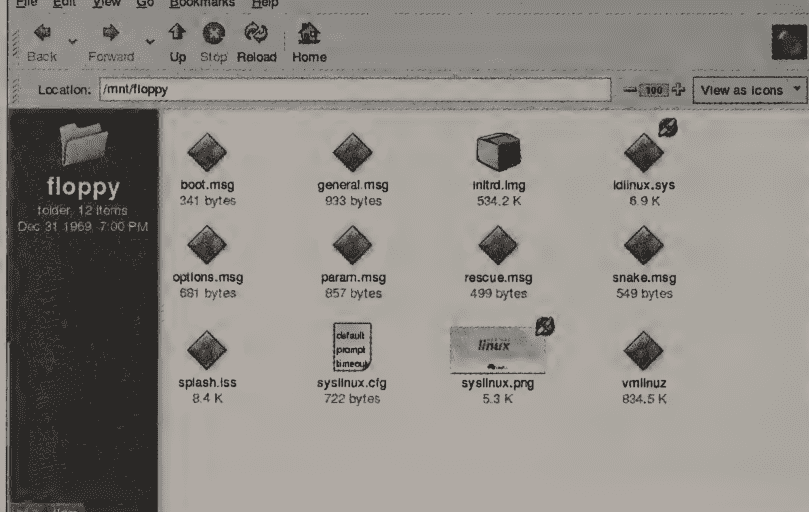 File Edit View Go Bookmarks Help
Back Forward Up Stop Reload Home
Location: /mnt/floppy 100 View as Icons
floppy
folder, 12 items
Dec 31 1969, 7:00 PM
boot.msg general.msg initrd.img ldlinux.sys
341 bytes 933 bytes 534.2 K 6.9 K
options.msg param.msg rescue.msg snake.msg
681 bytes 857 bytes 499 bytes 549 bytes
default
prompt
timeout
linux
splash.lss syslinux.cfg syslinux.png vmlinuz
8.4 K 722 bytes 5.3 K 834.5 K